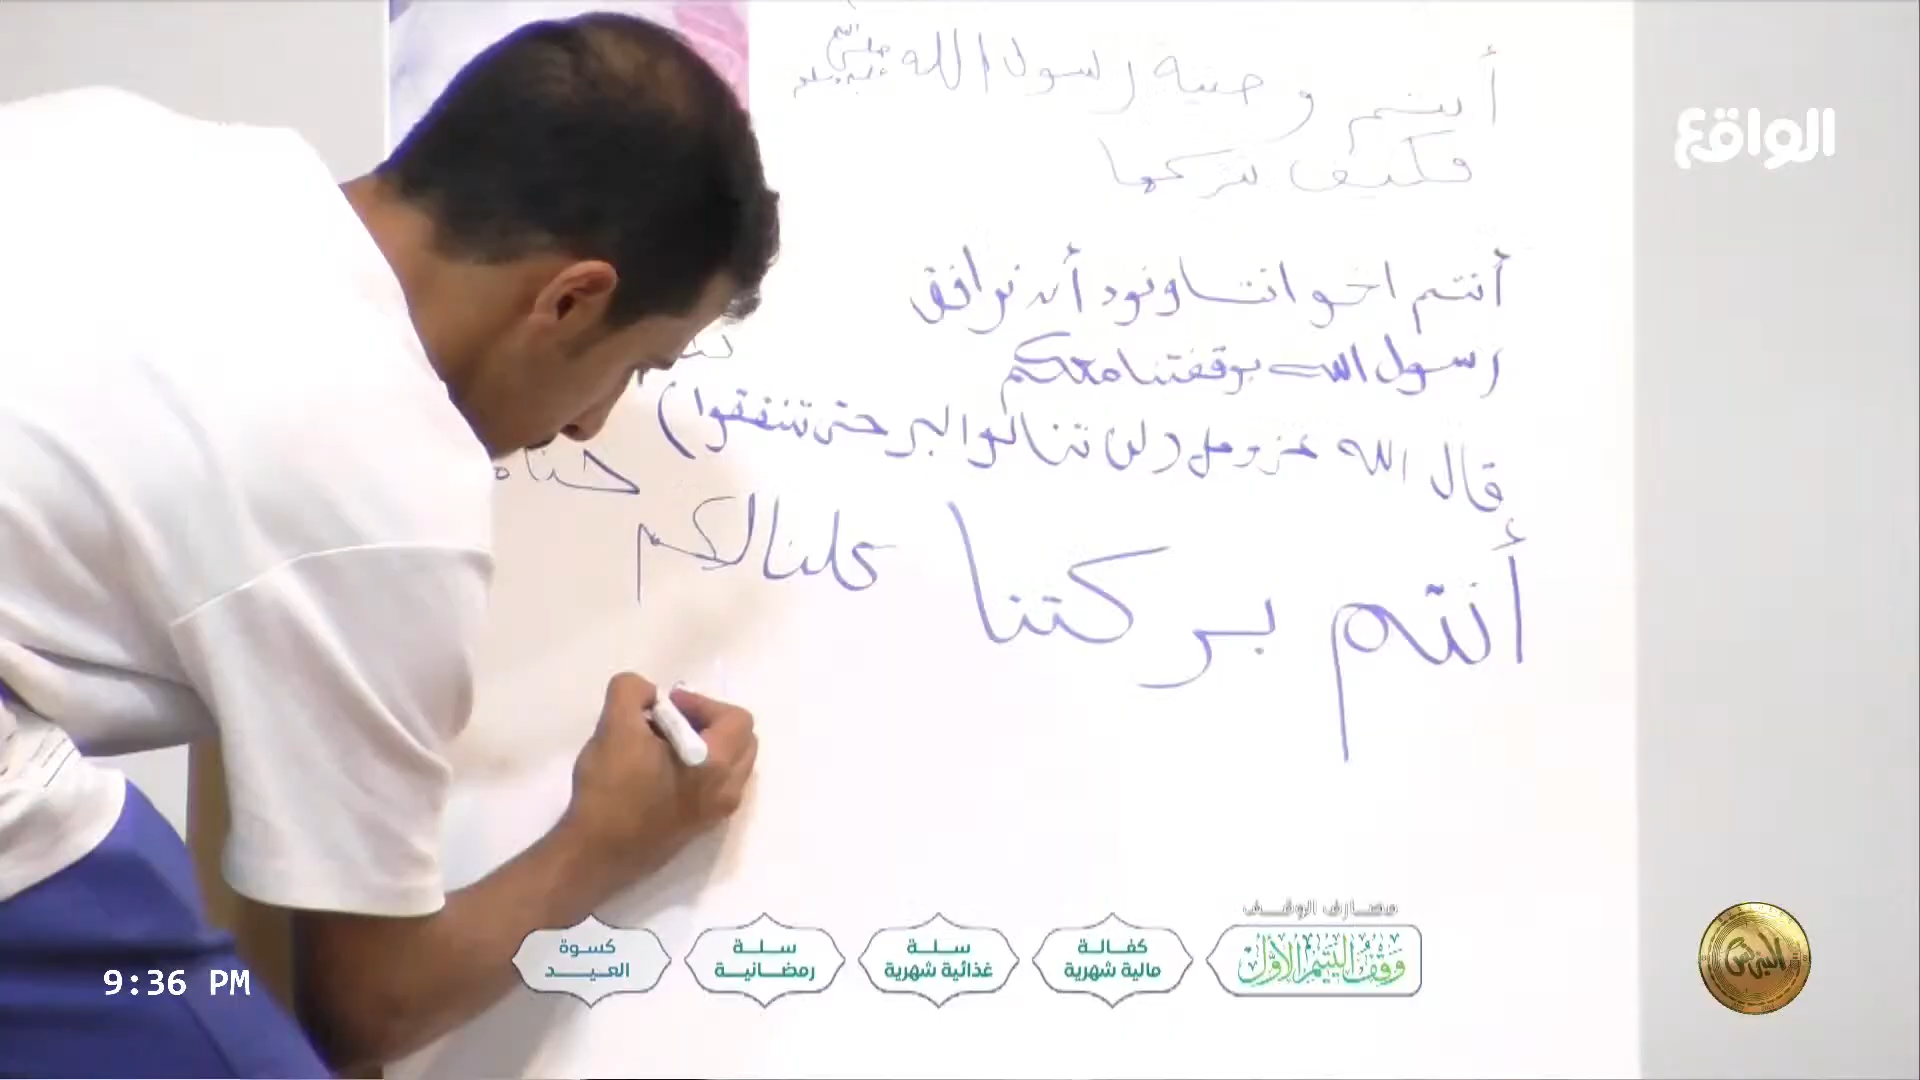 أنتم وصية رسول الله صلى الله عليه وسلم
فكيف نتركها
أنتم اخواننا ونود أن نرافق
رسول الله بوقفتنا معكم
قال الله عز وجل (لن تنالوا البر حتى تنفقوا)
أنتم بركتنا
علنا لكم
الواقع
مصارف الوقف
وقف اليتيم الأول
كفالة مالية شهرية
سلة غذائية شهرية
سلة رمضانية
كسوة العيد
9:36 PM